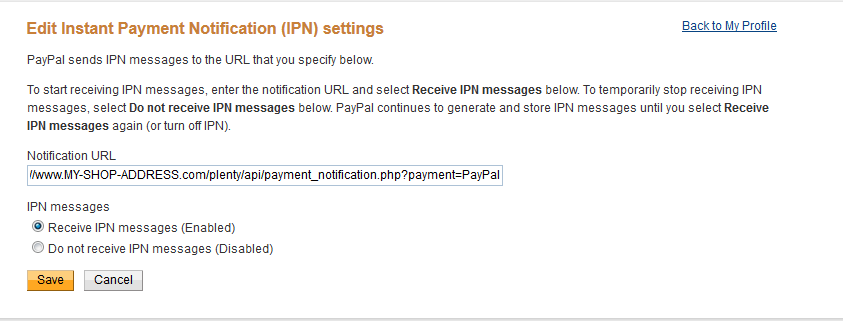 Edit Instant Payment Notification (IPN) settings
Back to My Profile
PayPal sends IPN messages to the URL that you specify below.
To start receiving IPN messages, enter the notification URL and select Receive IPN messages below. To temporarily stop receiving IPN
messages, select Do not receive IPN messages below. PayPal continues to generate and store IPN messages until you select Receive
IPN messages again (or turn off IPN).
Notification URL
//www.MY-SHOP-ADDRESS.com/plenty/api/payment_notification.php?payment=PayPal
IPN messages
Receive IPN messages (Enabled)
Do not receive IPN messages (Disabled)
Save
Cancel